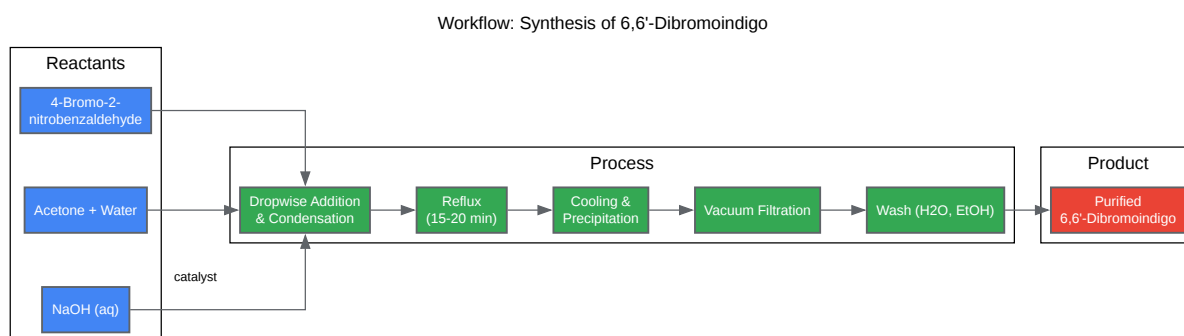 Workflow: Synthesis of 6,6'-Dibromoindigo
Reactants
4-Bromo-2-
nitrobenzaldehyde
Acetone + Water
NaOH (aq)
catalyst
Process
Dropwise Addition
& Condensation
Reflux
(15-20 min)
Cooling &
Precipitation
Vacuum Filtration
Wash (H2O, EtOH)
Product
Purified
6,6'-Dibromoindigo